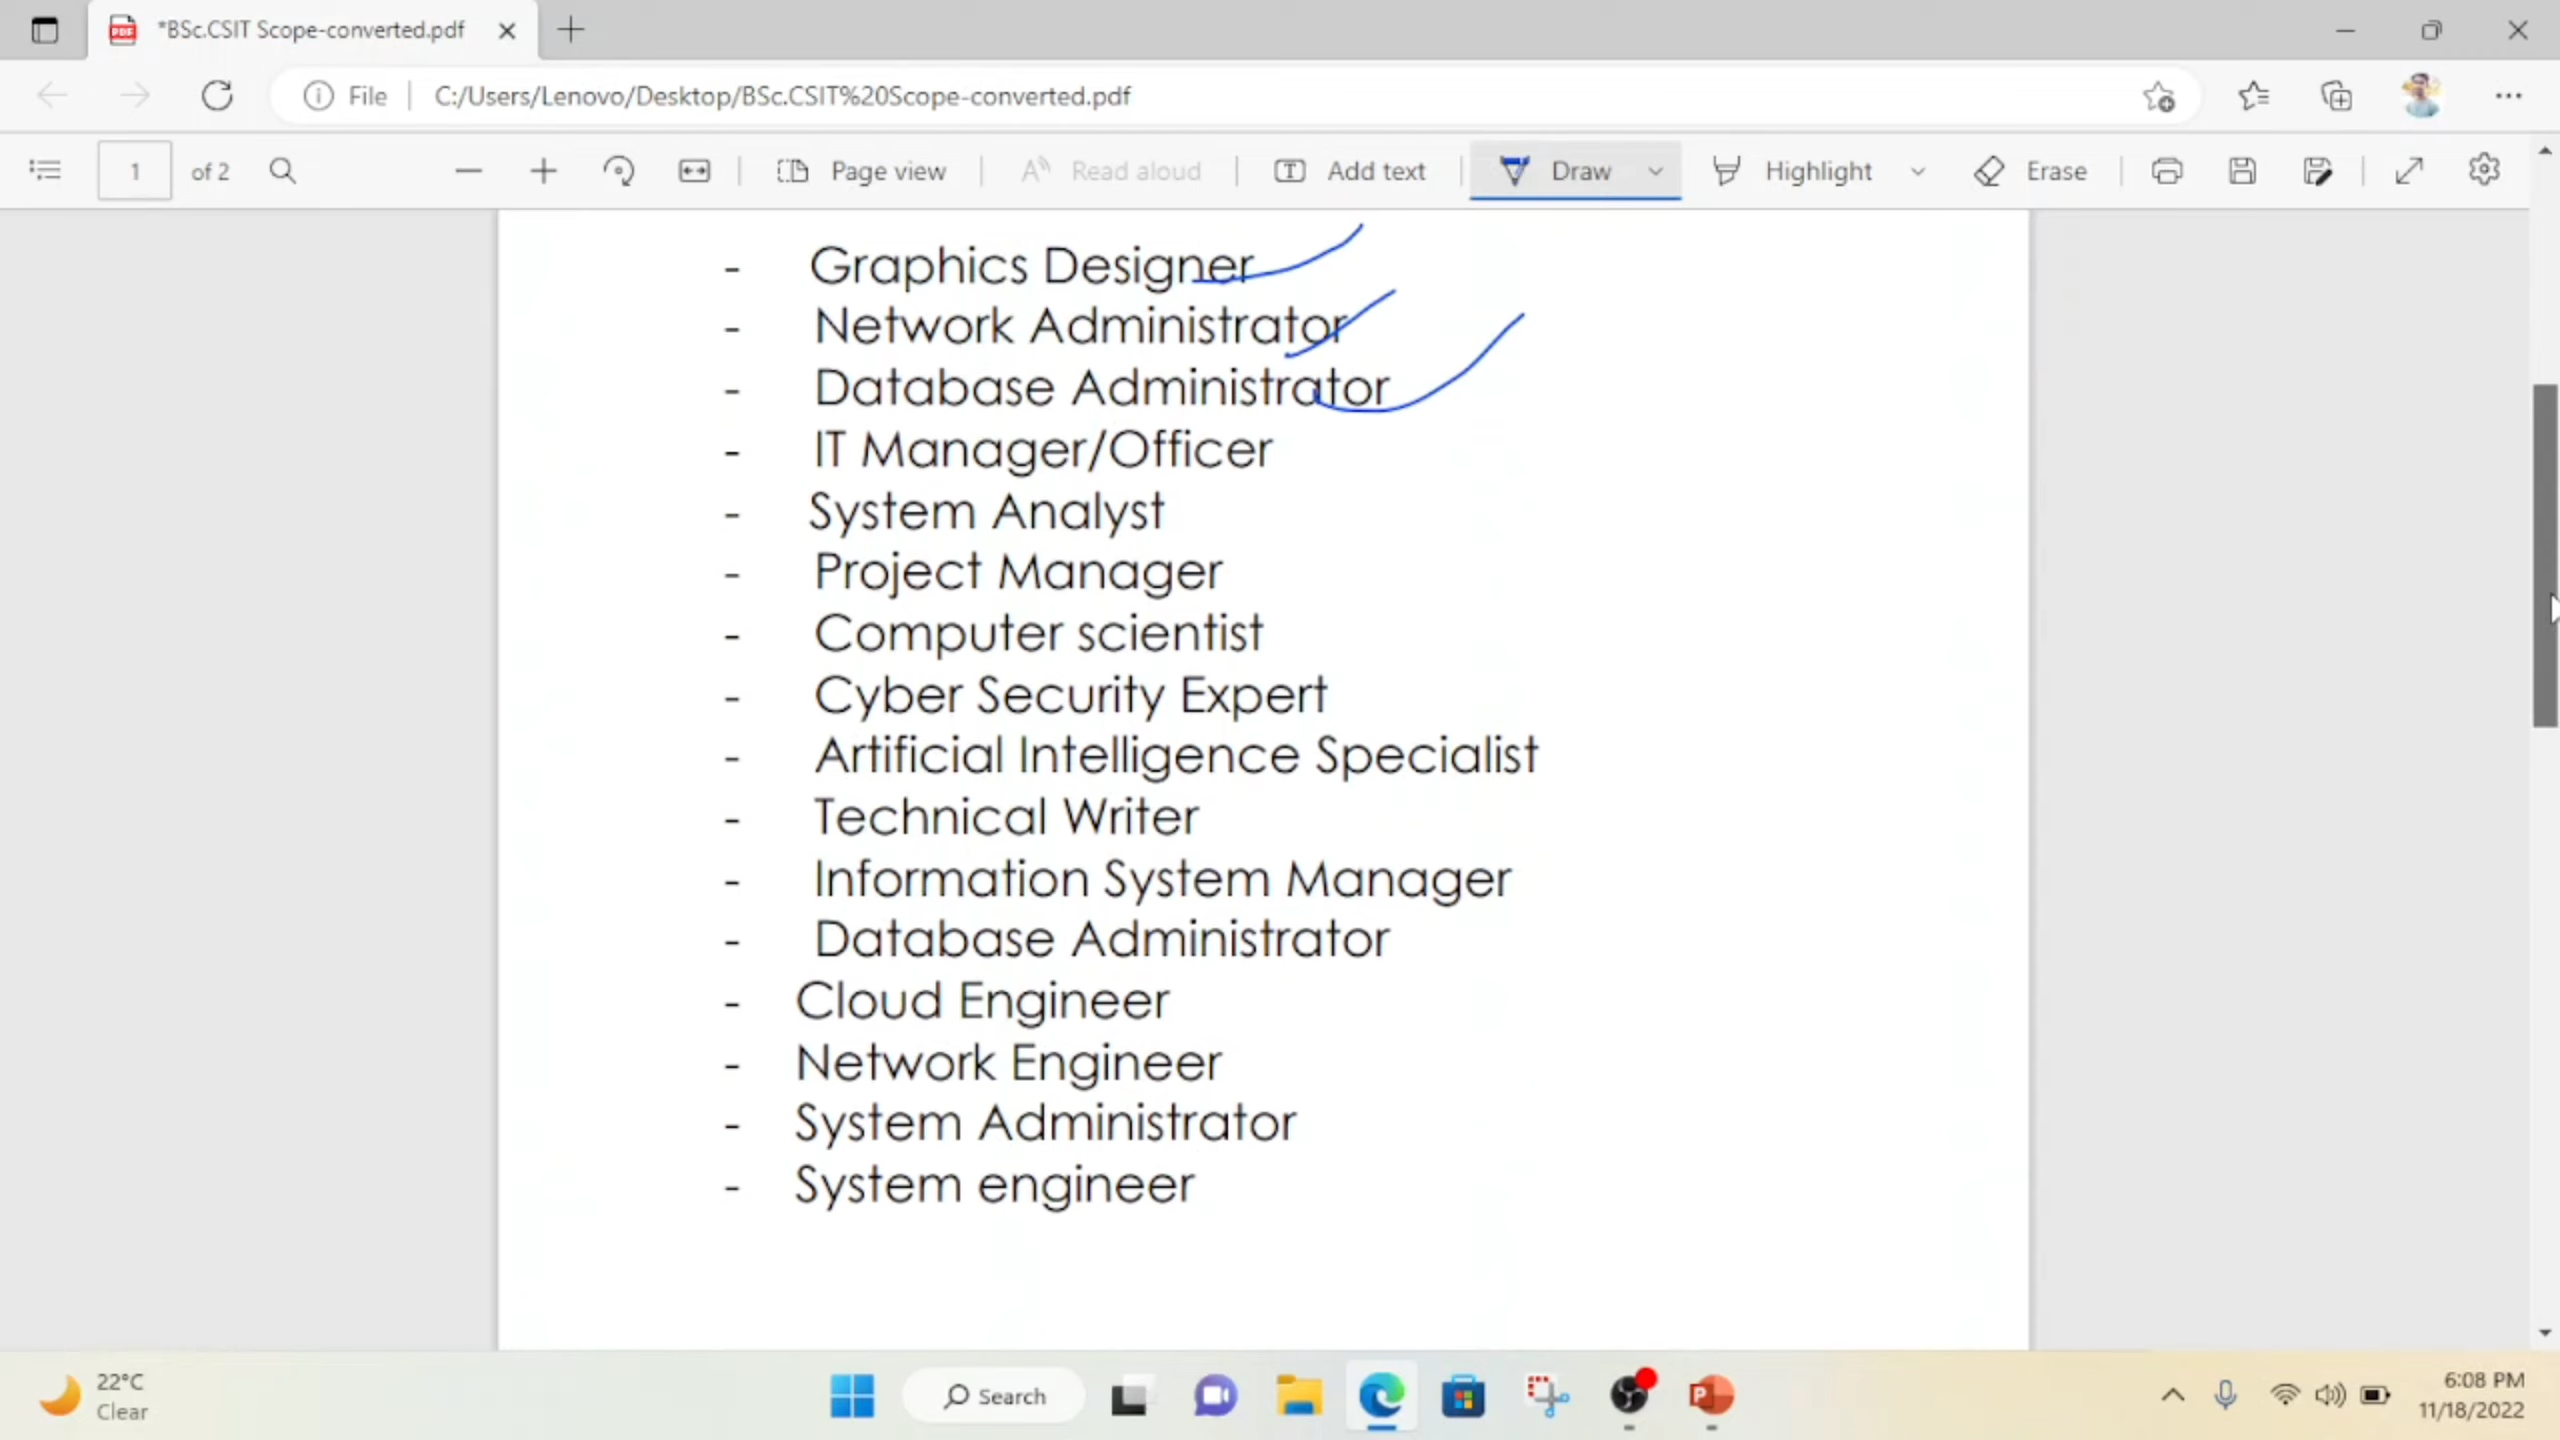 *BSc.CSIT Scope-converted.pdf
File | C:/Users/Lenovo/Desktop/BSc.CSIT%20Scope-converted.pdf
1 of 2 Page view Read aloud Add text Draw Highlight Erase
- Graphics Designer
- Network Administrator
- Database Administrator
- IT Manager/Officer
- System Analyst
- Project Manager
- Computer scientist
- Cyber Security Expert
- Artificial Intelligence Specialist
- Technical Writer
- Information System Manager
- Database Administrator
- Cloud Engineer
- Network Engineer
- System Administrator
- System engineer
22°C
Clear
Search
6:08 PM
11/18/2022